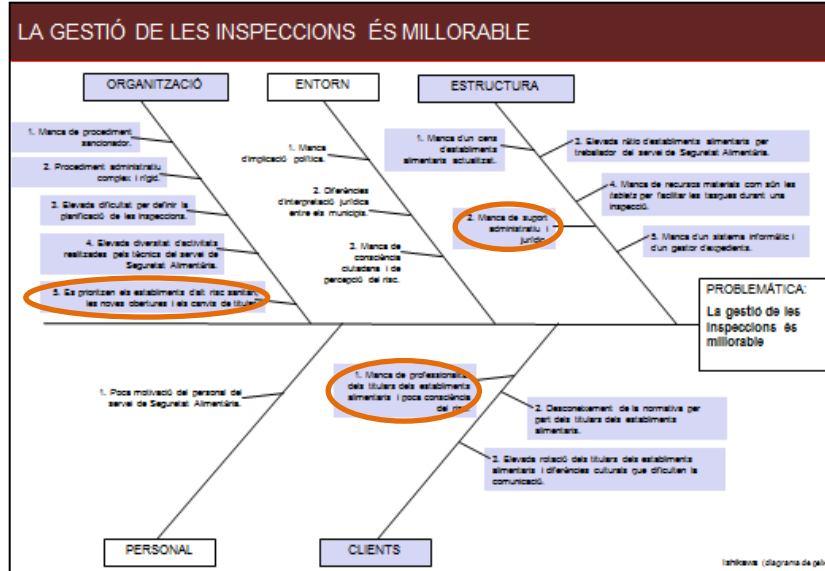 LA GESTIÓ DE LES INSPECCIONS ÉS MILLORABLE
ORGANITZACIÓ
ENTORN
ESTRUCTURA
1. Manca de procediment
sancionador.
2. Procediment administratiu
complex i rígid.
3. Elevada dificultat per definir la
planificació de les inspeccions.
4. Elevada diversitat d'activitats
realitzades pels tècnics del servei de
Seguretat Alimentària.
5. Es prioritzen els establiments d'alt risc sanitari,
les noves obertures i els canvis de titular.
1. Manca
d'implicació política.
2. Diferències
d'interpretació jurídica
entre els municipis.
3. Manca de
consciència
ciutadana i de
percepció del risc.
1. Manca d'un cens
d'establiments
alimentaris actualitzat.
2. Manca de suport
administratiu i
jurídic.
3. Elevada ràtio d'establiments alimentaris per
treballador del servei de Seguretat Alimentària.
4. Manca de recursos materials com són les
tablets per facilitar les tasques durant una
inspecció.
5. Manca d'un sistema informàtic i
d'un gestor d'expedients.
PROBLEMÀTICA:
La gestió de les
inspeccions és
millorable
1. Poca motivació del personal del
servei de Seguretat Alimentària.
1. Manca de professionalitat
dels titulars dels establiments
alimentaris i poca consciència
del risc.
2. Desconeixement de la normativa per
part dels titulars dels establiments
alimentaris.
3. Elevada rotació dels titulars dels establiments
alimentaris i diferències culturals que dificulten la
comunicació.
PERSONAL
CLIENTS
Ishikawa (diagrama de